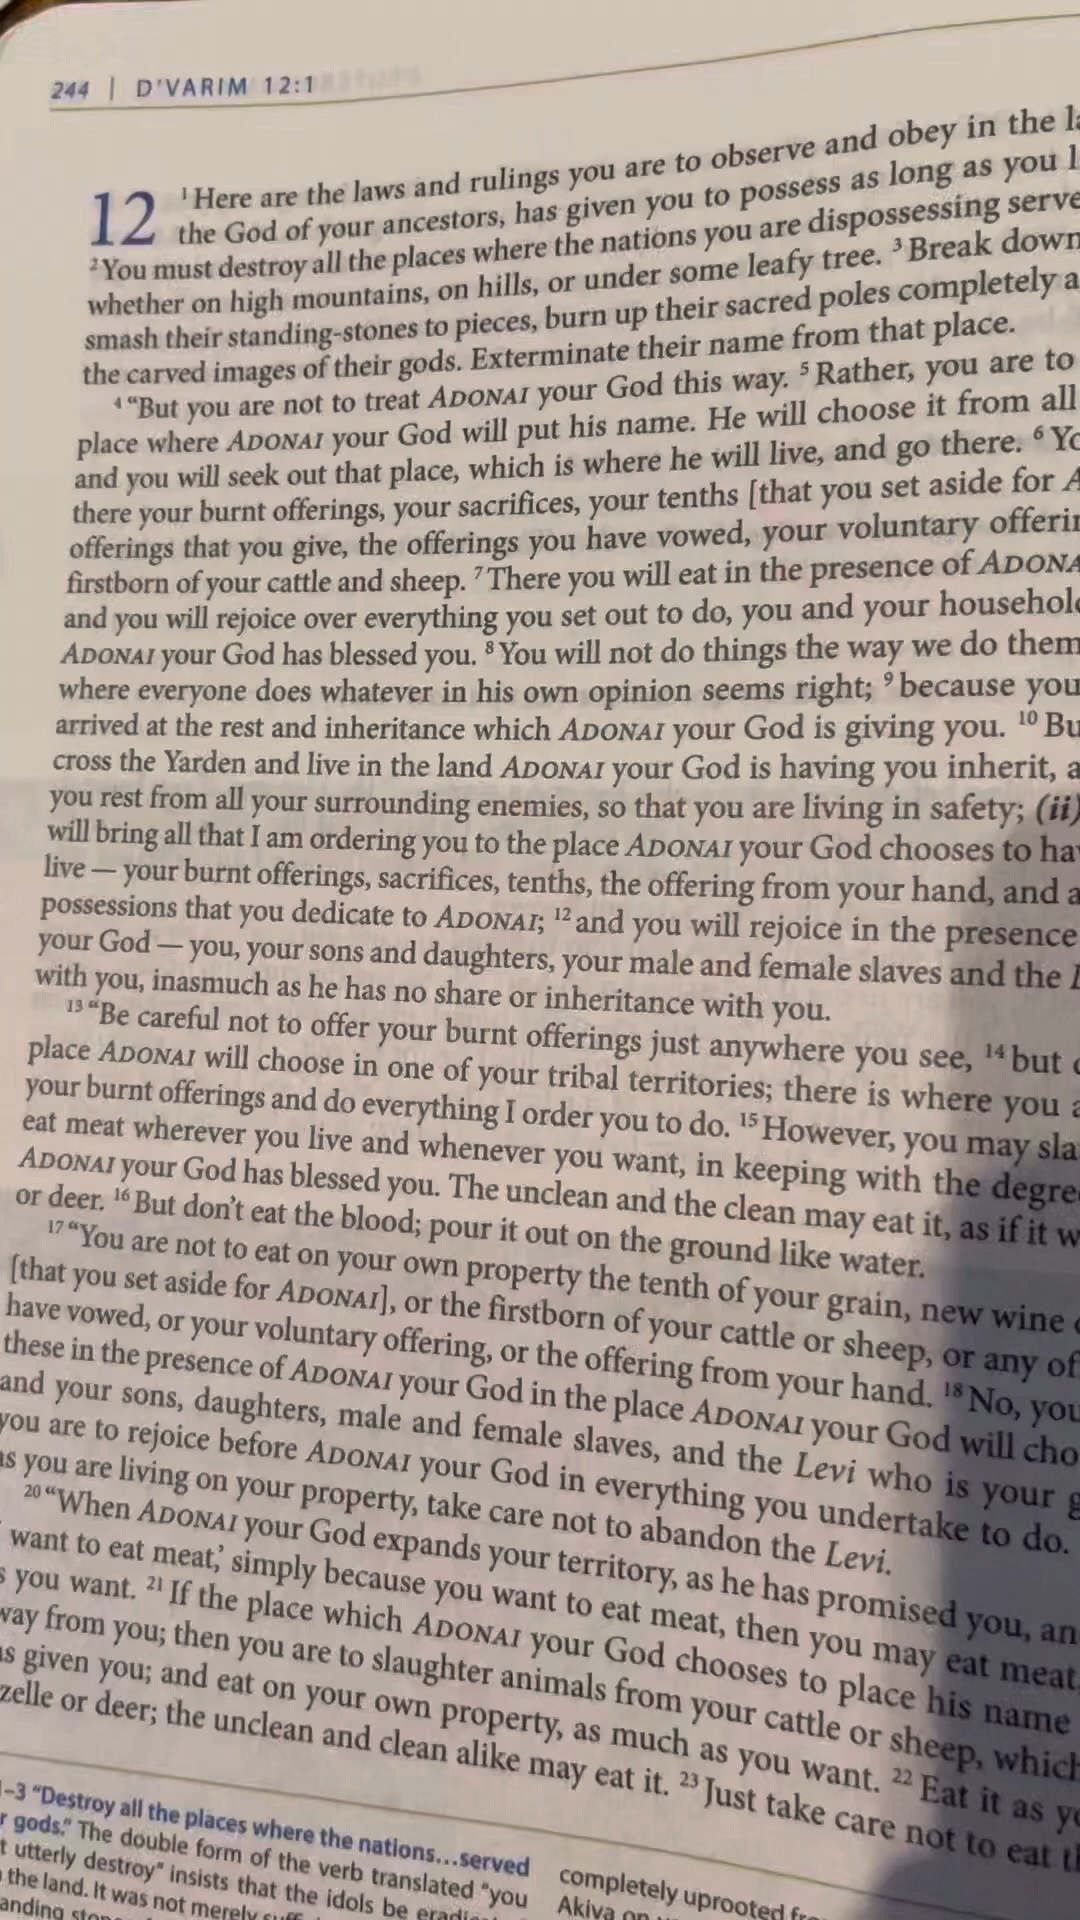 244 | D'VARIM 12:1
12 ¹Here are the laws and rulings you are to observe and obey in the
the God of your ancestors, has given you to possess as long as you
²You must destroy all the places where the nations you are dispossessing
whether on high mountains, on hills, or under some leafy tree. ³Break down
smash their standing-stones to pieces, burn up their sacred poles completely
the carved images of their gods. Exterminate their name from that place.
⁴"But you are not to treat ADONAI your God this way. ⁵Rather, you are to
place where ADONAI your God will put his name. He will choose it from all
and you will seek out that place, which is where he will live, and go there. ⁶
there your burnt offerings, your sacrifices, your tenths [that you set aside for
offerings that you give, the offerings you have vowed, your voluntary
firstborn of your cattle and sheep. ⁷There you will eat in the presence of
and you will rejoice over everything you set out to do, you and your
ADONAI your God has blessed you. ⁸You will not do things the way we do them
where everyone does whatever in his own opinion seems right; ⁹because you
arrived at the rest and inheritance which ADONAI your God is giving you. ¹⁰
cross the Yarden and live in the land ADONAI your God is having you inherit,
you rest from all your surrounding enemies, so that you are living in safety; (ii)
will bring all that I am ordering you to the place ADONAI your God chooses to
live — your burnt offerings, sacrifices, tenths, the offering from your hand, and
possessions that you dedicate to ADONAI; ¹²and you will rejoice in the presence
your God — you, your sons and daughters, your male and female slaves and the
with you, inasmuch as he has no share or inheritance with you.
¹³"Be careful not to offer your burnt offerings just anywhere you see, ¹⁴but
place ADONAI will choose in one of your tribal territories; there is where you
your burnt offerings and do everything I order you to do. ¹⁵However, you may
eat meat wherever you live and whenever you want, in keeping with the
ADONAI your God has blessed you. The unclean and the clean may eat it, as if it
or deer. ¹⁶But don't eat the blood; pour it out on the ground like water.
¹⁷"You are not to eat on your own property the tenth of your grain, new wine
[that you set aside for ADONAI], or the firstborn of your cattle or sheep, or any of
have vowed, or your voluntary offering, or the offering from your hand. ¹⁸No, you
these in the presence of ADONAI your God in the place ADONAI your God will
and your sons, daughters, male and female slaves, and the Levi who is your
you are to rejoice before ADONAI your God in everything you undertake to do.
as you are living on your property, take care not to abandon the Levi.
²⁰"When ADONAI your God expands your territory, as he has promised you,
want to eat meat,' simply because you want to eat meat, then you may eat meat
you want. ²¹If the place which ADONAI your God chooses to place his name
way from you; then you are to slaughter animals from your cattle or sheep, which
given you; and eat on your own property, as much as you want. ²²Eat it as
or deer; the unclean and clean alike may eat it. ²³Just take care not to eat
-3 "Destroy all the places where the nations...served
gods." The double form of the verb translated "you
utterly destroy" insists that the idols be
the land. It was not merely
completely uprooted
Akiva on